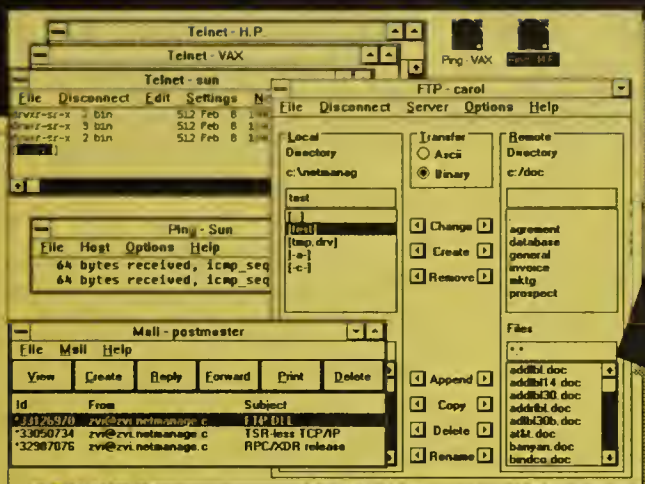 Telnet - H.P.
Telnet - VAX
Telnet - sun
File Disconnect Edit Settings
drwxr-sr-x 2 bin 512 Feb 8
drwxr-sr-x 3 bin 512 Feb 8
drwxr-sr-x 2 bin 512 Feb 8
Ping - VAX
FTP - carol
File Disconnect Server Options Help
Local
Directory
c:\netmanag
test
[..]
[test]
[tmp.drv]
[-a-]
[-c-]
Transfer
Ascii
Binary
Change
Create
Remove
Append
Copy
Delete
Rename
Remote
Directory
c:/doc
agrement
database
general
invoice
mktg
prospect
Files
*.*
addlbl.doc
addlbl14.doc
addlbl30.doc
addrlbl.doc
adlbl30b.doc
at&t.doc
banyan.doc
bindco.doc
Ping - Sun
File Host Options Help
64 bytes received, icmp_seq
64 bytes received, icmp_seq
Mail - postmaster
File Mail Help
View Create Reply Forward Print Delete
Id From Subject
*33126970 zvi@zvi.netmanage.c FTP DLL
*33050734 zvi@zvi.netmanage.c TSR-less TCP/IP
*32987076 zvi@zvi.netmanage.c RPC/XDR release